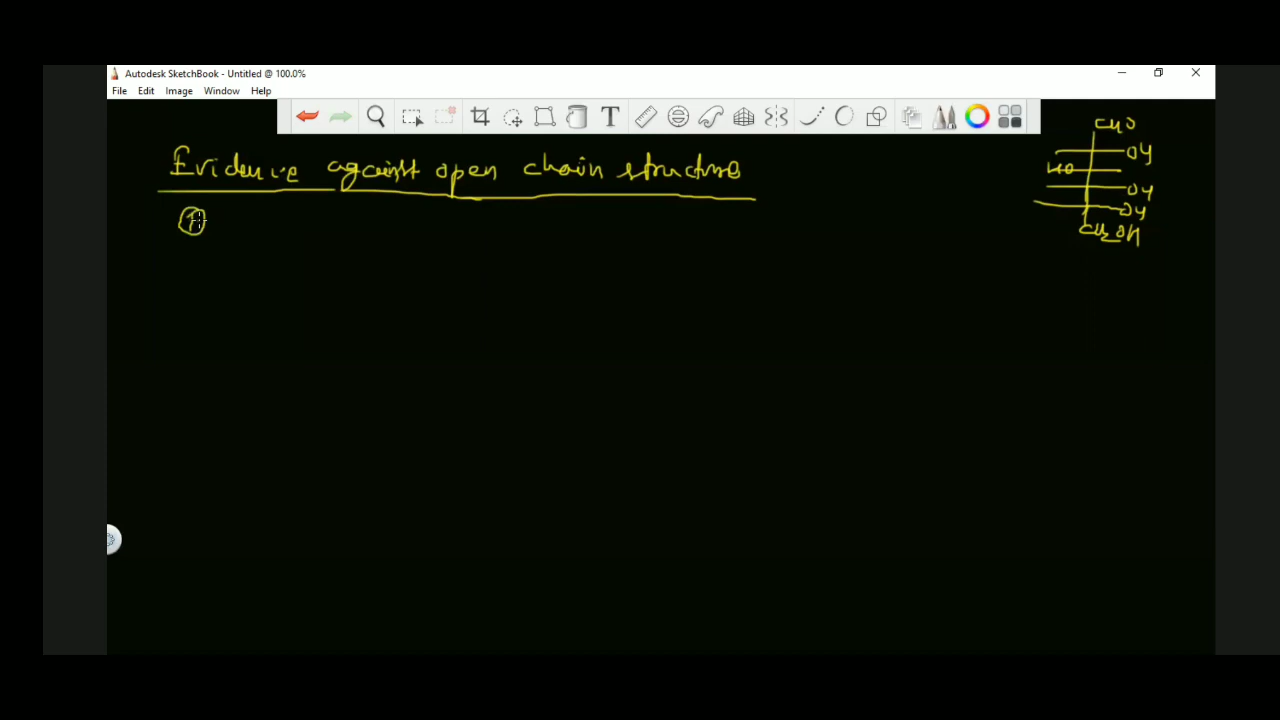 Autodesk SketchBook - Untitled @ 100.0%
File Edit Image Window Help
T
Evidence against open chain structure
CHO
OH
HO
OH
OH
CH2OH